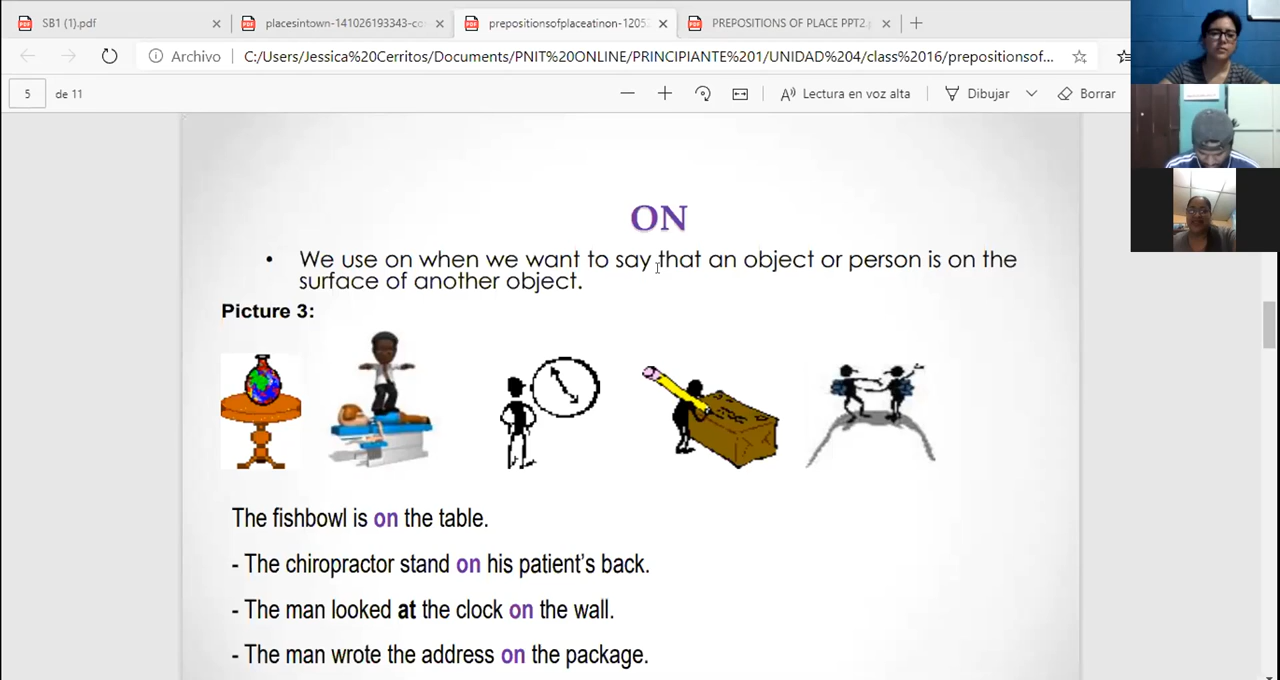 SB1 (1).pdf
placesintown-141026193343-co
prepositionsofplaceatinon-1205
PREPOSITIONS OF PLACE PPT2.
Archivo
C:/Users/Jessica%20Cerritos/Documents/PNIT%20ONLINE/PRINCIPIANTE%201/UNIDAD%204/class%2016/prepositionsof...
5 de 11
Lectura en voz alta
Dibujar
Borrar
ON
• We use on when we want to say that an object or person is on the
surface of another object.
Picture 3:
The fishbowl is on the table.
- The chiropractor stand on his patient's back.
- The man looked at the clock on the wall.
- The man wrote the address on the package.